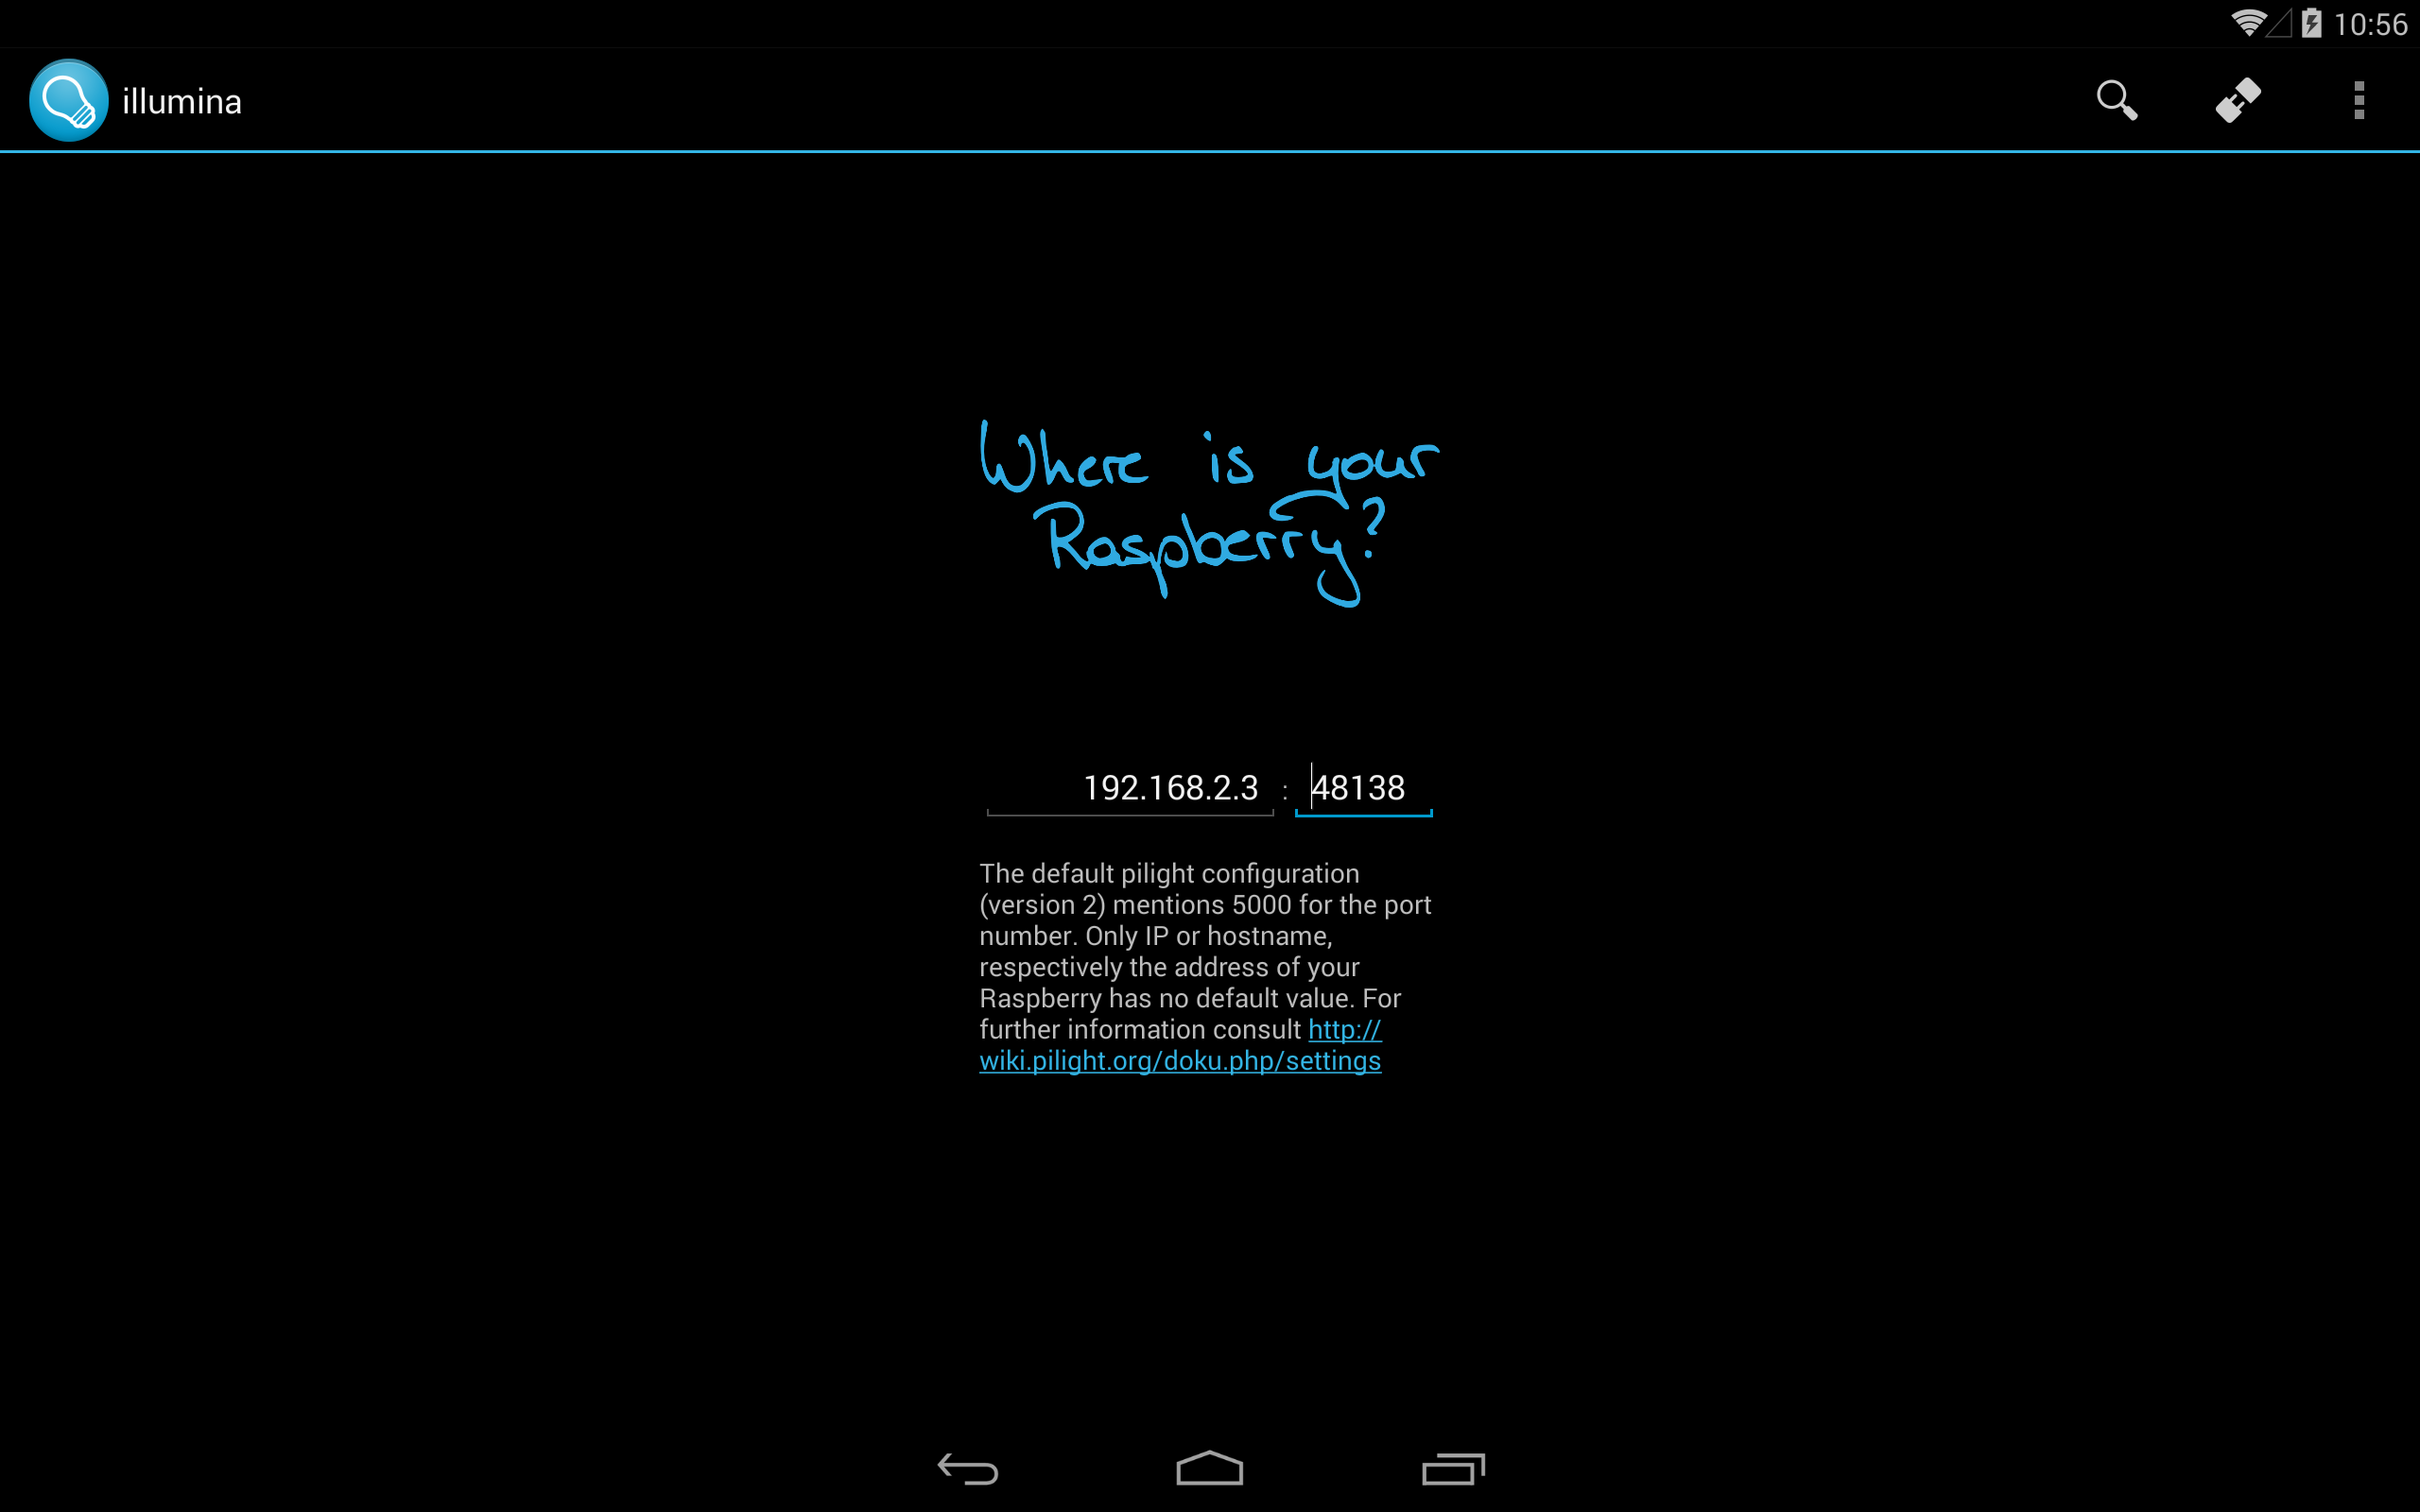 10:56
illumina
Where is your
Raspberry?
192.168.2.3 : 48138
The default pilight configuration
(version 2) mentions 5000 for the port
number. Only IP or hostname,
respectively the address of your
Raspberry has no default value. For
further information consult http://
wiki.pilight.org/doku.php/settings